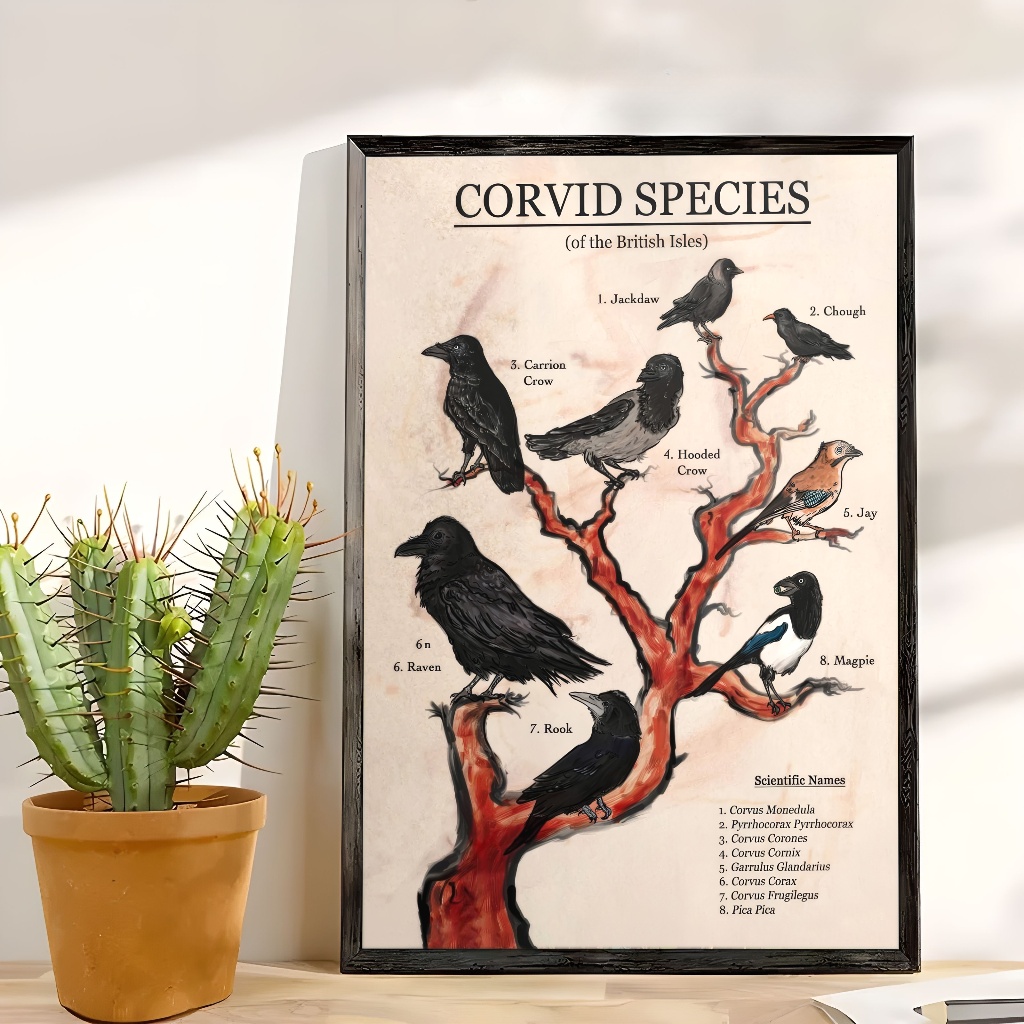 CORVID SPECIES
(of the British Isles)
1. Jackdaw
2. Chough
3. Carrion
Crow
4. Hooded
Crow
5. Jay
6n
6. Raven
7. Rook
8. Magpie
Scientific Names
1. Corvus Monedula
2. Pyrrhocorax Pyrrhocorax
3. Corvus Corones
4. Corvus Cornix
5. Garrulus Glandarius
6. Corvus Corax
7. Corvus Frugilegus
8. Pica Pica